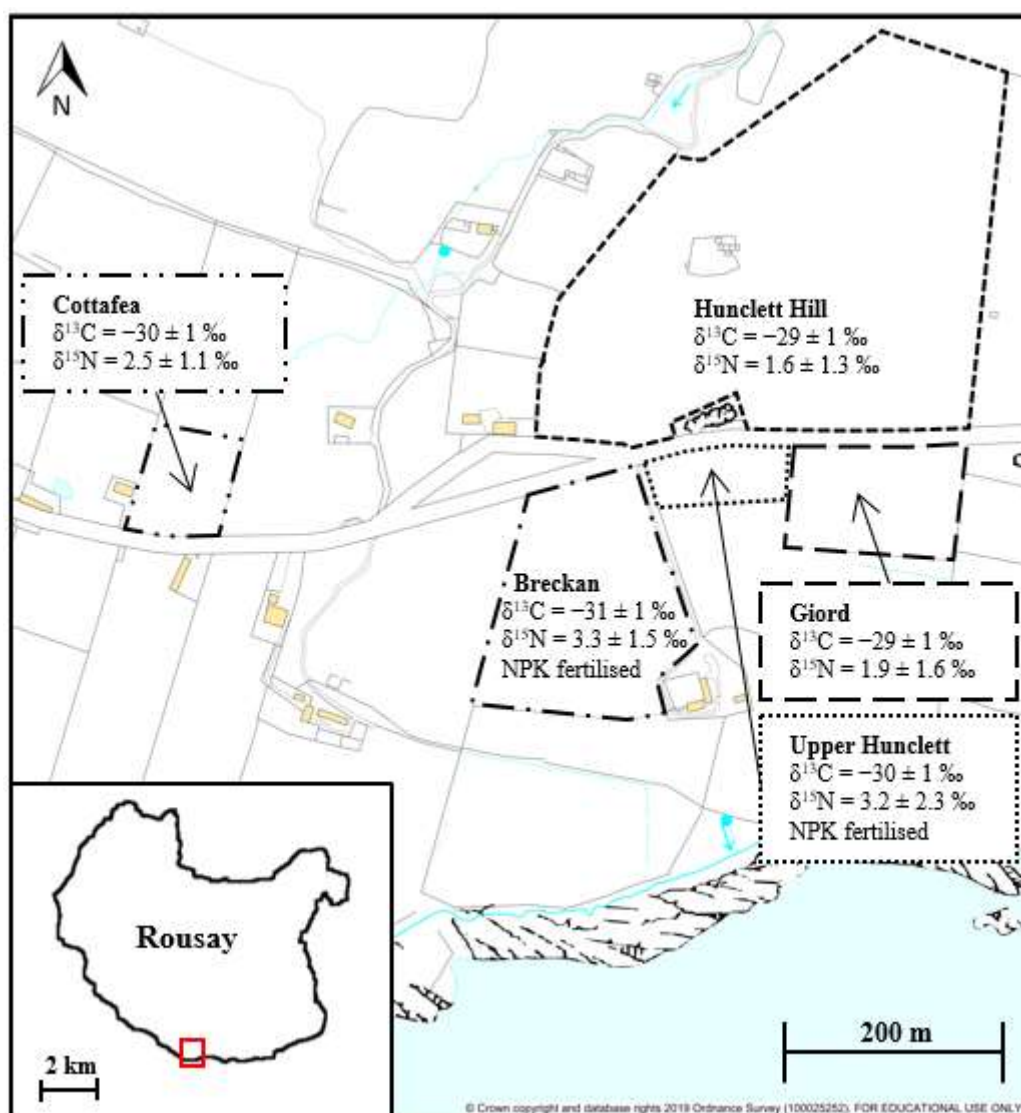 N
Cottafea
δ¹³C = −30 ± 1 ‰
δ¹⁵N = 2.5 ± 1.1 ‰
Hunclett Hill
δ¹³C = −29 ± 1 ‰
δ¹⁵N = 1.6 ± 1.3 ‰
Breckan
δ¹³C = −31 ± 1 ‰
δ¹⁵N = 3.3 ± 1.5 ‰
NPK fertilised
Giord
δ¹³C = −29 ± 1 ‰
δ¹⁵N = 1.9 ± 1.6 ‰
Upper Hunclett
δ¹³C = −30 ± 1 ‰
δ¹⁵N = 3.2 ± 2.3 ‰
NPK fertilised
Rousay
2 km
200 m
© Crown copyright and database rights 2019 Ordnance Survey (100025252). FOR EDUCATIONAL USE ONLY